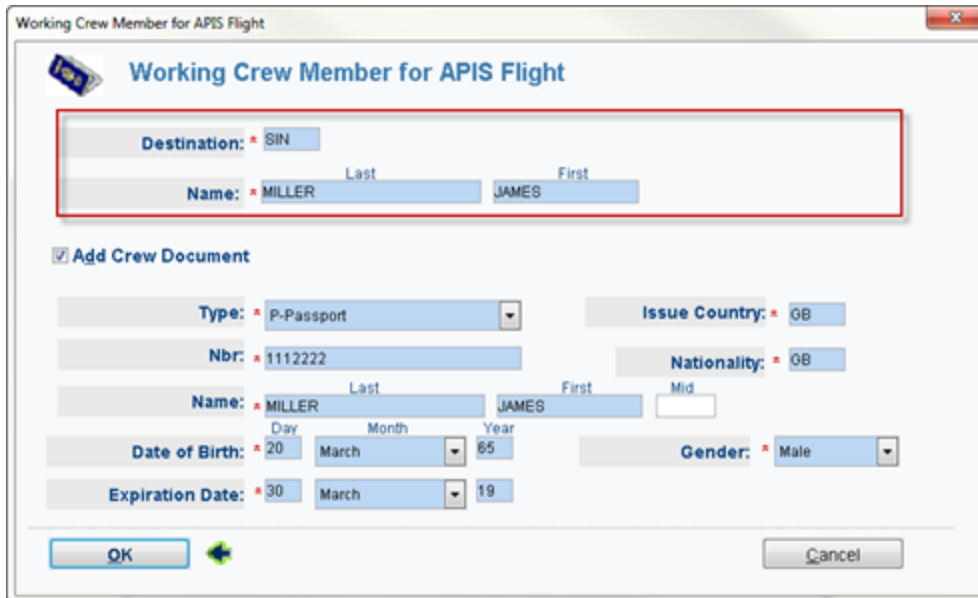 Working Crew Member for APIS Flight
Working Crew Member for APIS Flight
Destination: * SIN
Last First
Name: * MILLER JAMES
Add Crew Document
Type: * P-Passport Issue Country: * GB
Nbr: * 1112222 Nationality: * GB
Last First Mid
Name: * MILLER JAMES
Day Month Year
Date of Birth: * 20 March 65 Gender: * Male
Expiration Date: * 30 March 19
OK Cancel